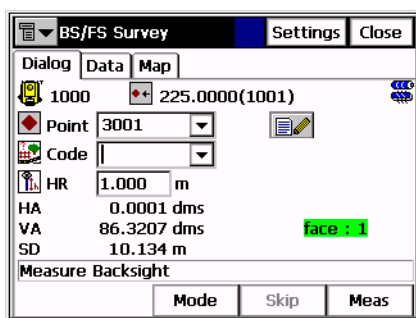 BS/FS Survey Settings Close
Dialog Data Map
1000 225.0000(1001)
Point 3001
Code
HR 1.000 m
HA 0.0001 dms
VA 86.3207 dms face : 1
SD 10.134 m
Measure Backsight
Mode Skip Meas